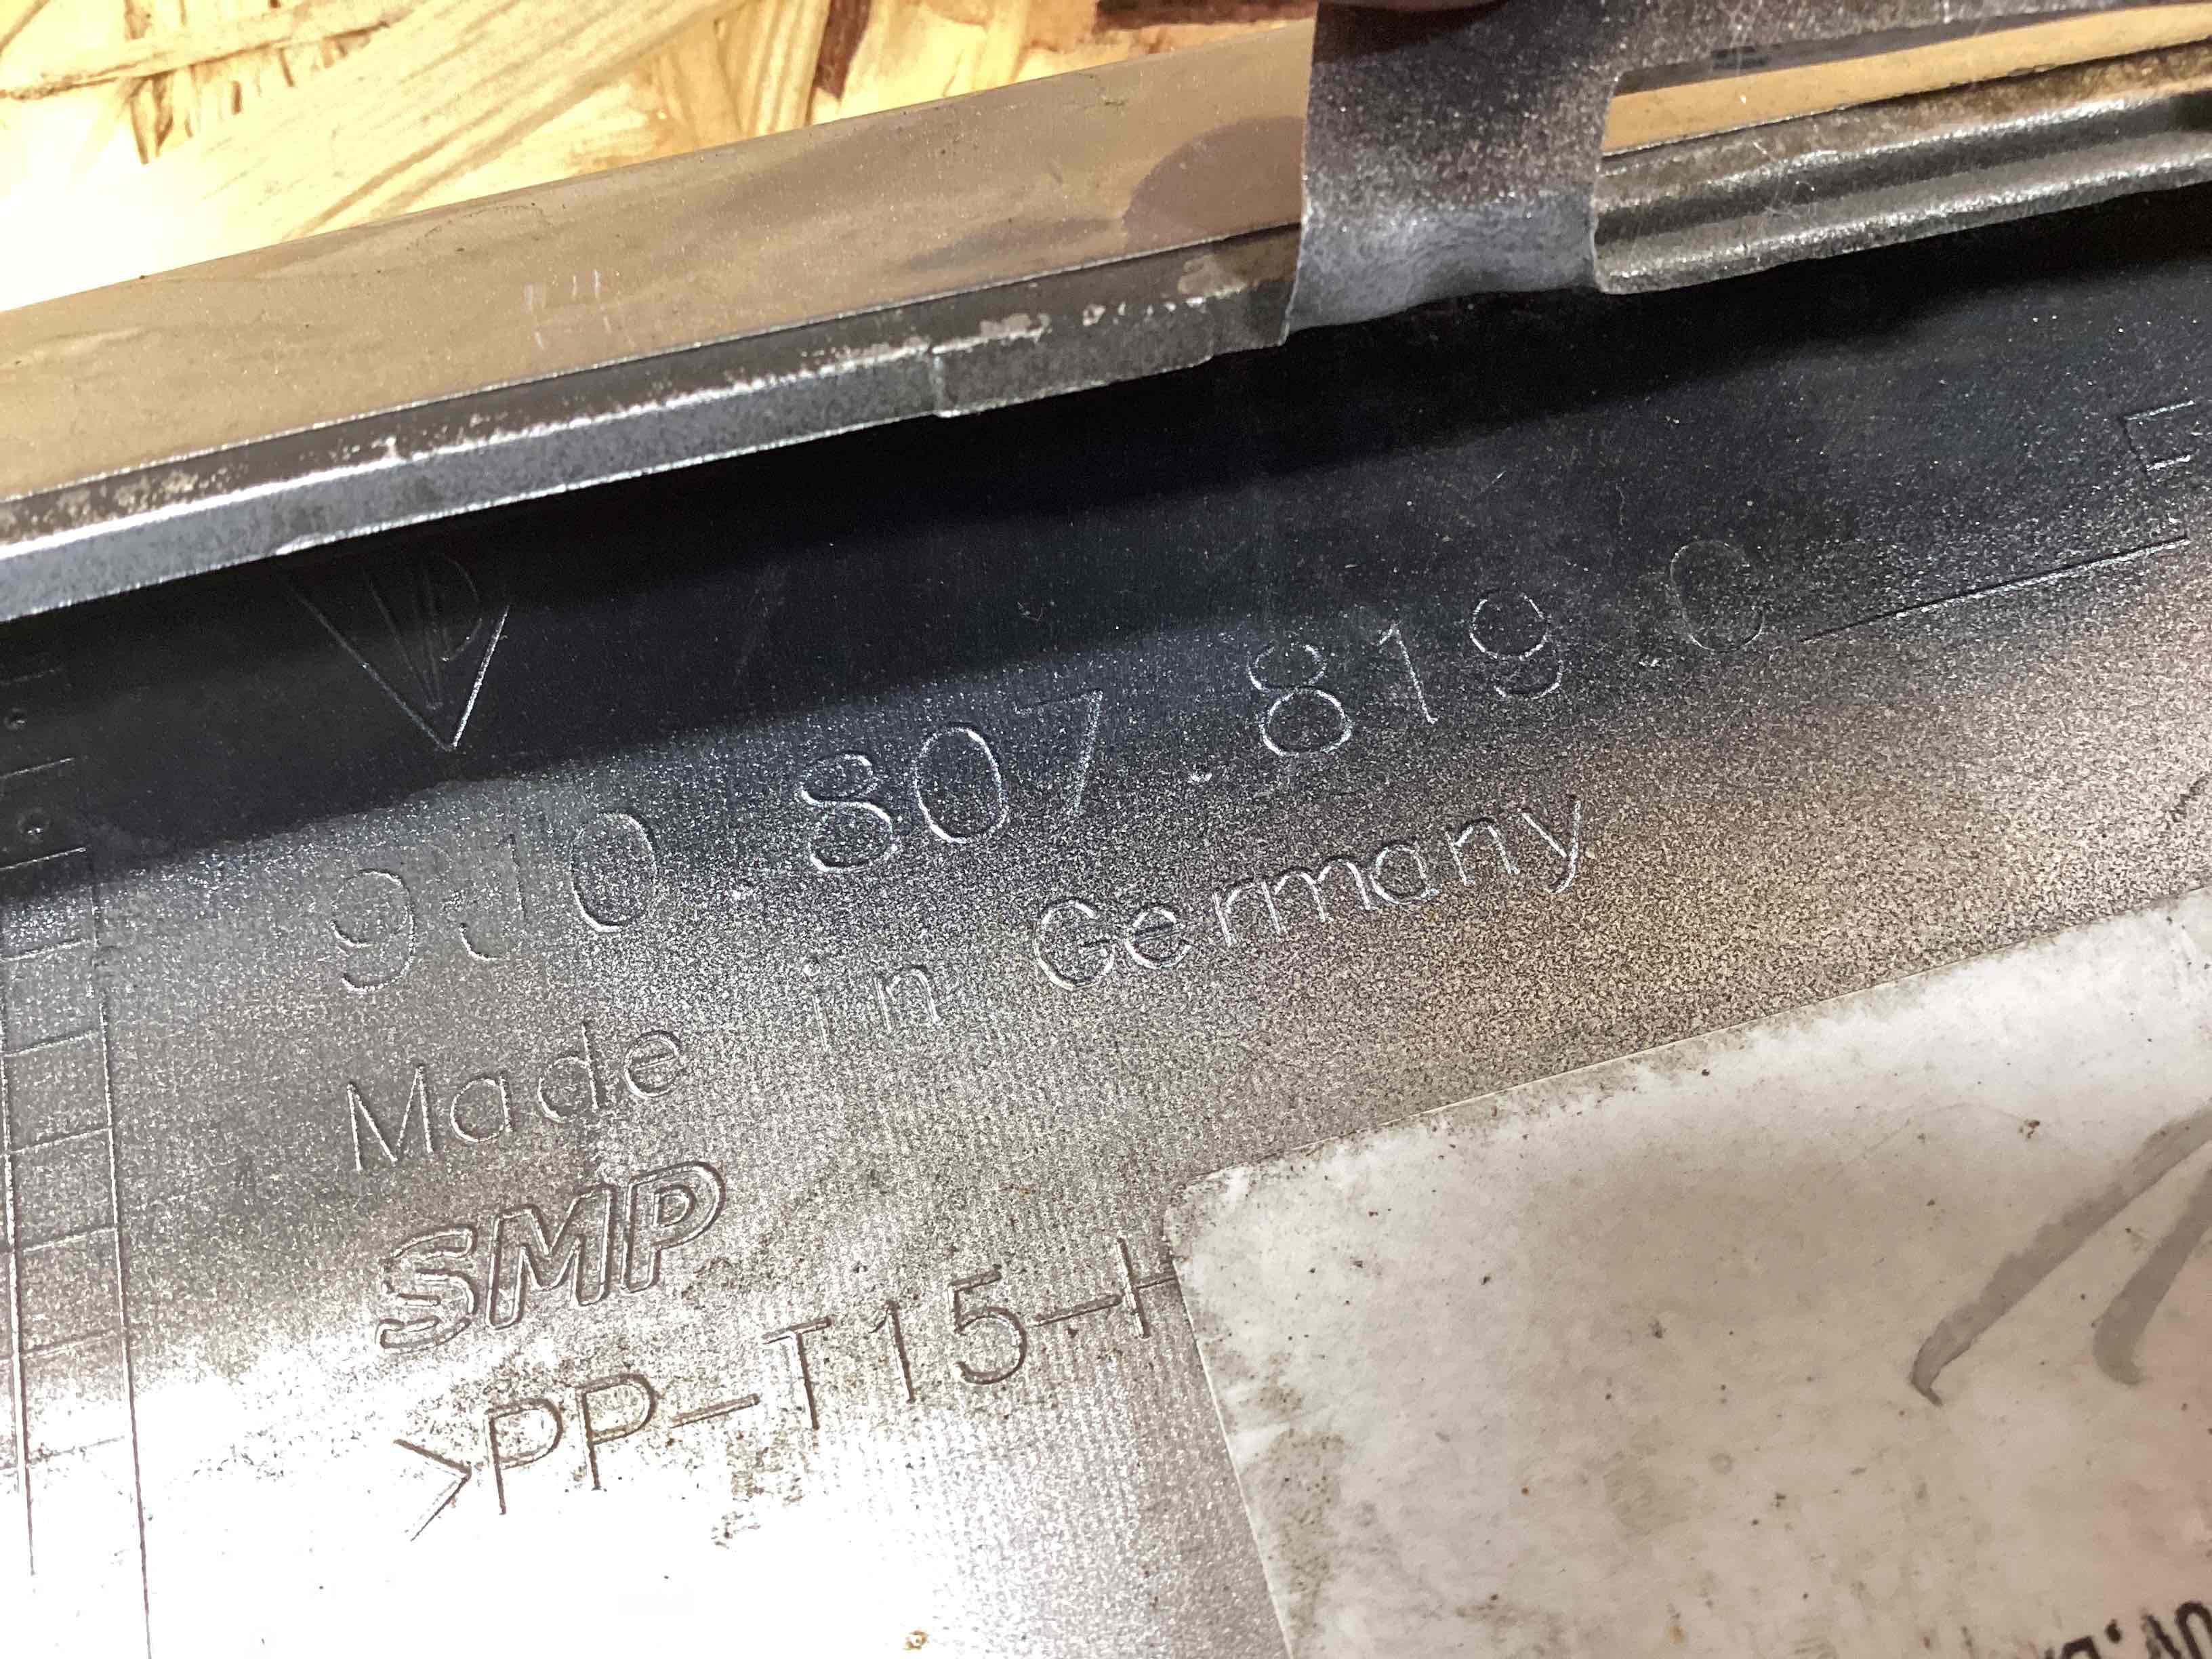 9J0.807.819.C
Made in Germany
SMP
>PP-T15-H